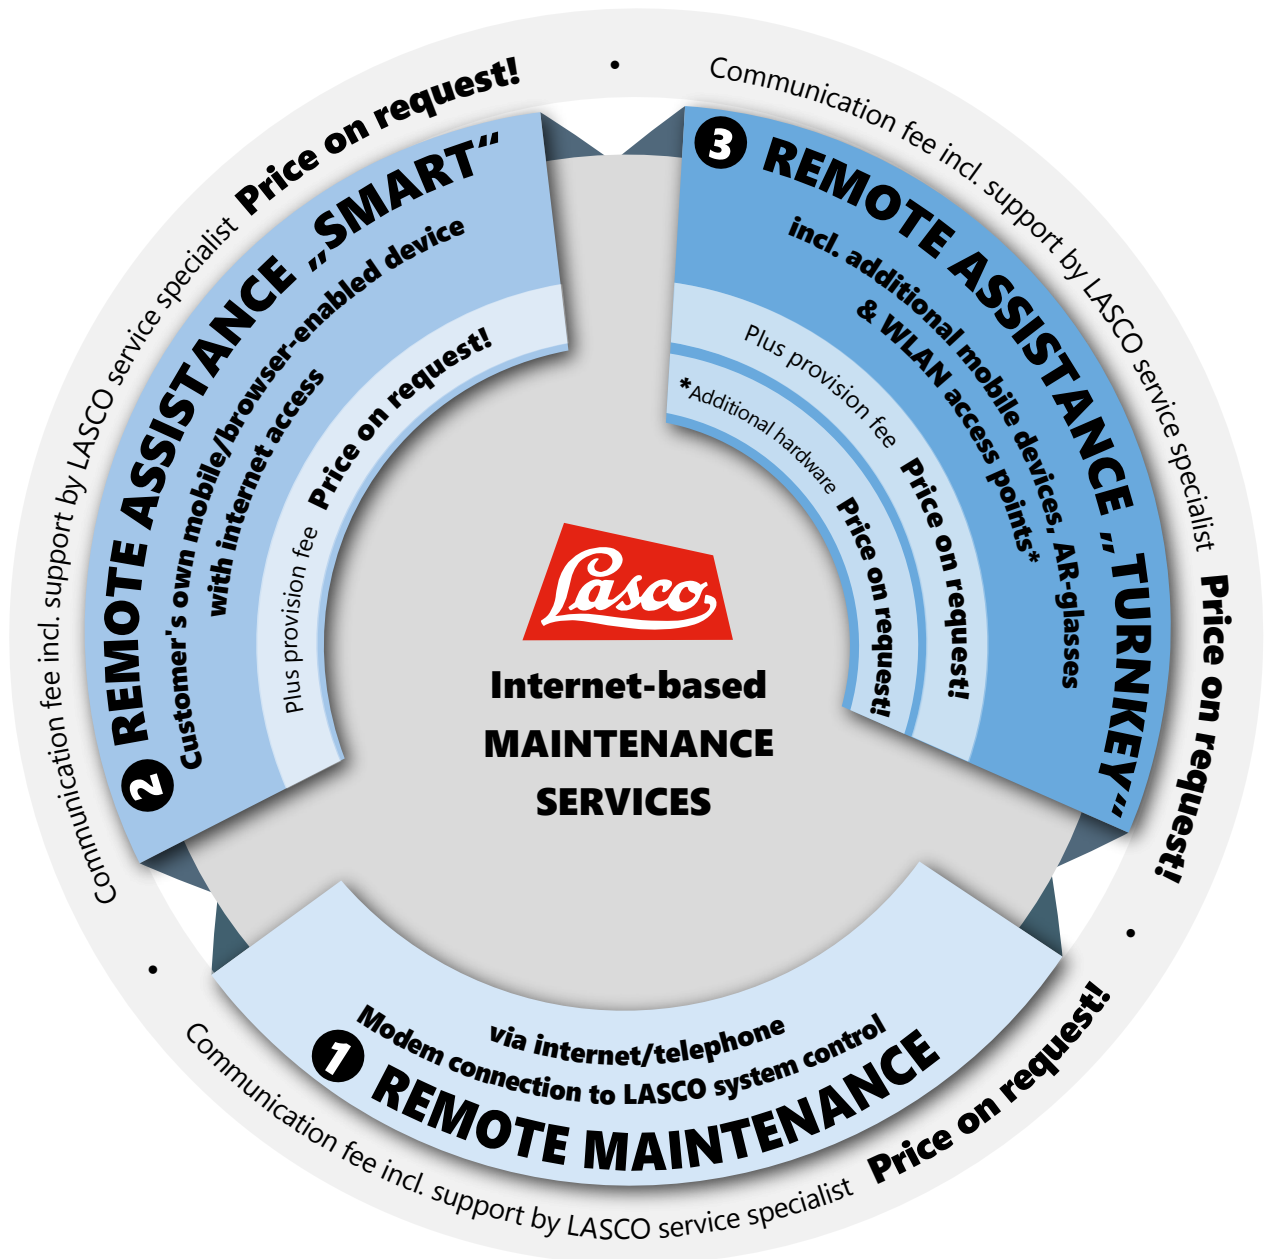 Lasco
Internet-based
MAINTENANCE
SERVICES
1 REMOTE MAINTENANCE
Modem connection to LASCO system control
via internet/telephone
Communication fee incl. support by LASCO service specialist Price on request!
•
2 REMOTE ASSISTANCE „SMART“
Customer's own mobile/browser-enabled device
with internet access
Plus provision fee Price on request!
Communication fee incl. support by LASCO service specialist Price on request!
•
3 REMOTE ASSISTANCE „TURNKEY“
incl. additional mobile devices, AR-glasses
& WLAN access points*
Plus provision fee Price on request!
*Additional hardware Price on request!
Communication fee incl. support by LASCO service specialist Price on request!
•